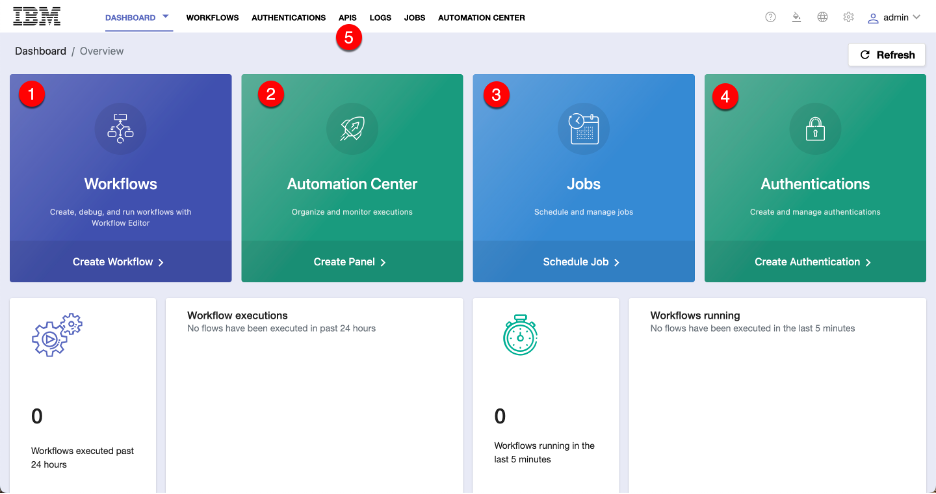 IBM
DASHBOARD WORKFLOWS AUTHENTICATIONS APIS LOGS JOBS AUTOMATION CENTER admin
5
Dashboard / Overview
Refresh
1 2 3 4
Workflows Automation Center Jobs Authentications
Create, debug, and run workflows with
Workflow Editor
Organize and monitor executions
Schedule and manage jobs
Create and manage authentications
Create Workflow > Create Panel > Schedule Job > Create Authentication >
Workflow executions
No flows have been executed in past 24 hours
0
Workflows executed past
24 hours
Workflows running
No flows have been executed in the last 5 minutes
0
Workflows running in the
last 5 minutes